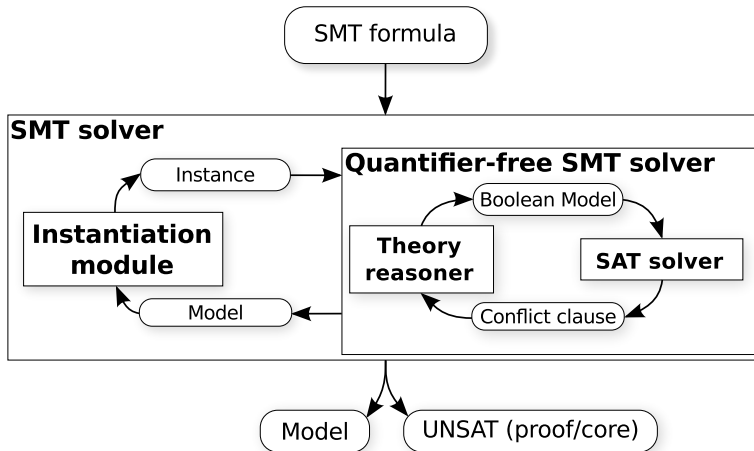 SMT formula
SMT solver
Quantifier-free SMT solver
Instance
Boolean Model
Instantiation
module
Theory
reasoner
SAT solver
Model
Conflict clause
Model
UNSAT (proof/core)